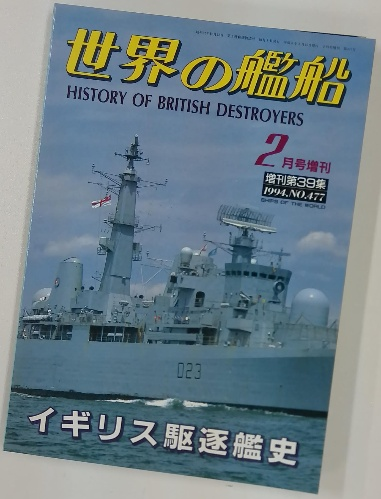 世界の艦船
HISTORY OF BRITISH DESTROYERS
2月号増刊
増刊第39集
1994.NO.477
SHIPS OF THE WORLD
D23
イギリス駆逐艦史